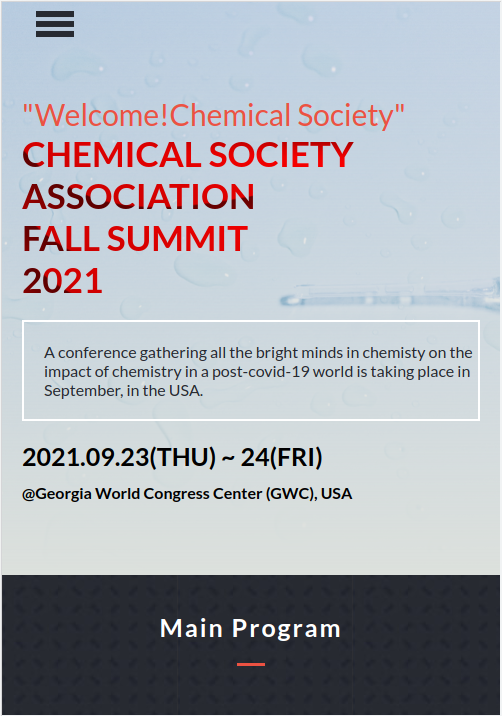 "Welcome!Chemical Society"
CHEMICAL SOCIETY
ASSOCIATION
FALL SUMMIT
2021
A conference gathering all the bright minds in chemisty on the
impact of chemistry in a post-covid-19 world is taking place in
September, in the USA.
2021.09.23(THU) ~ 24(FRI)
@Georgia World Congress Center (GWC), USA
Main Program